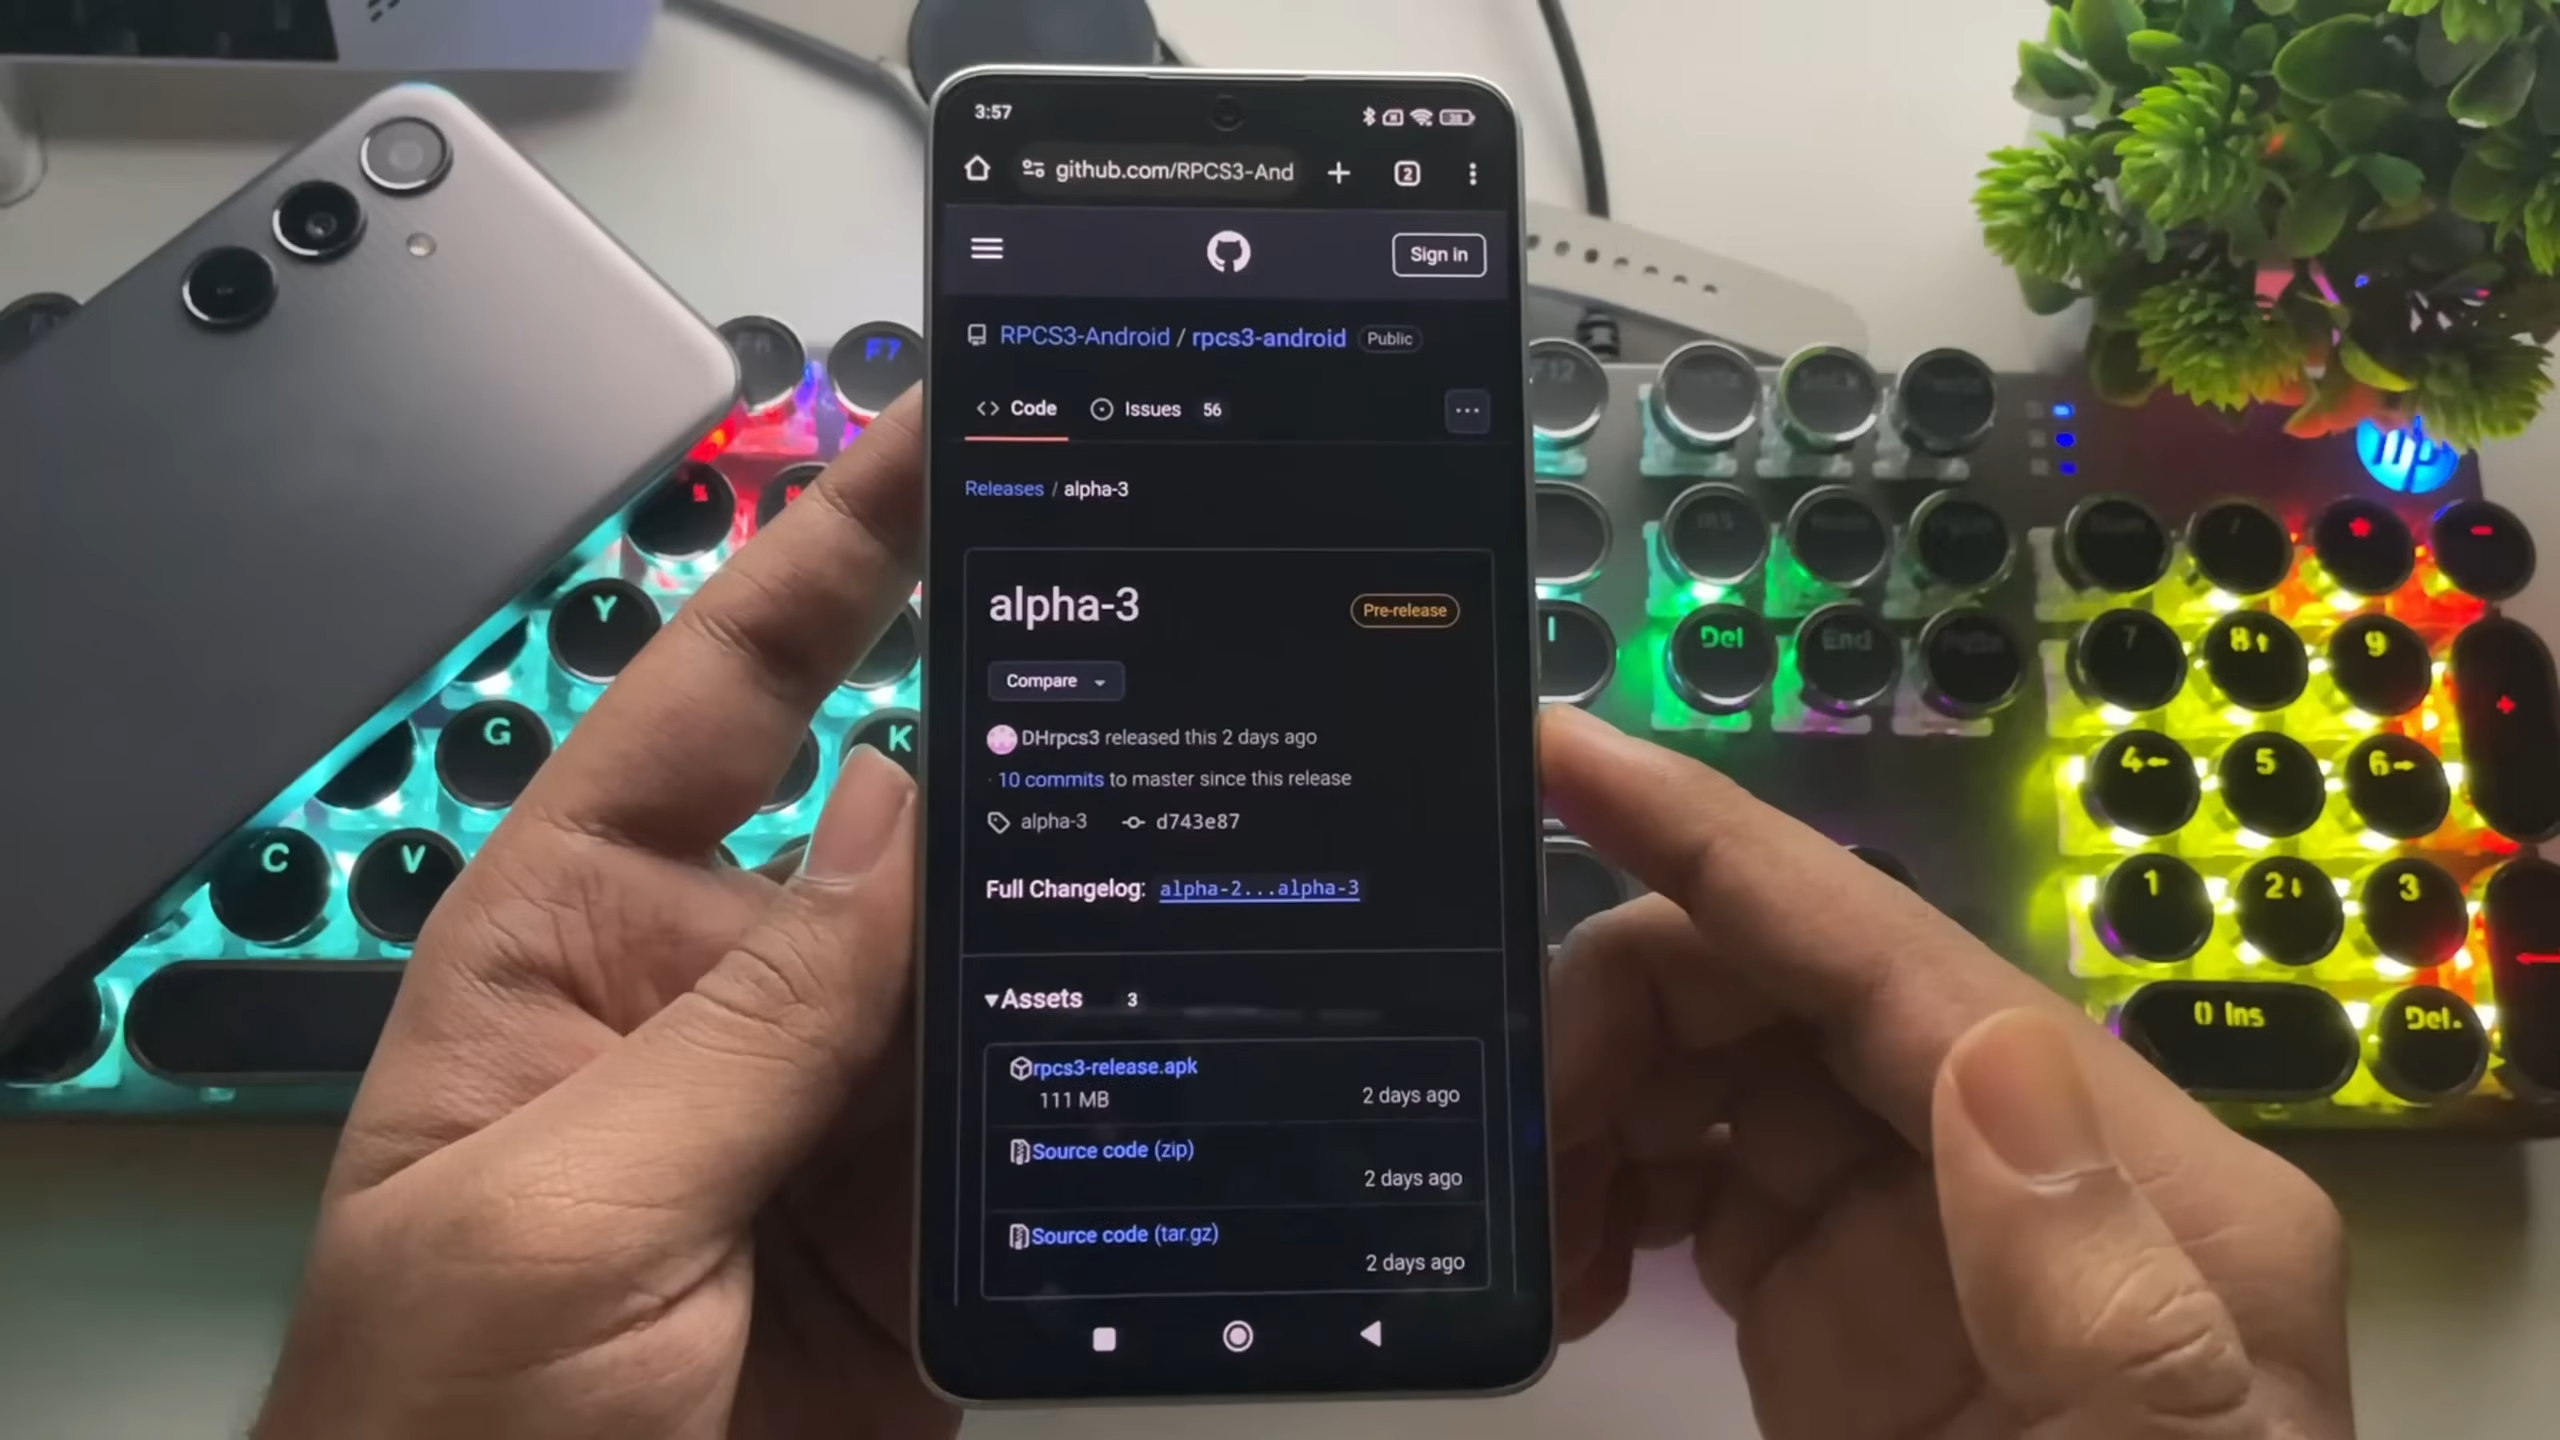 3:57
github.com/RPCS3-And
2
Sign in
RPCS3-Android / rpcs3-android Public
Code
Issues 56
Releases / alpha-3
alpha-3
Pre-release
Compare
DHrpcs3 released this 2 days ago
· 10 commits to master since this release
alpha-3 d743e87
Full Changelog: alpha-2...alpha-3
Assets 3
rpcs3-release.apk
111 MB
2 days ago
Source code (zip)
2 days ago
Source code (tar.gz)
2 days ago
F7
F12
Y
G
K
C
V
Del
End
7
8
9
+
4
5
6
1
2
3
0 Ins
Del.
*
-
hp